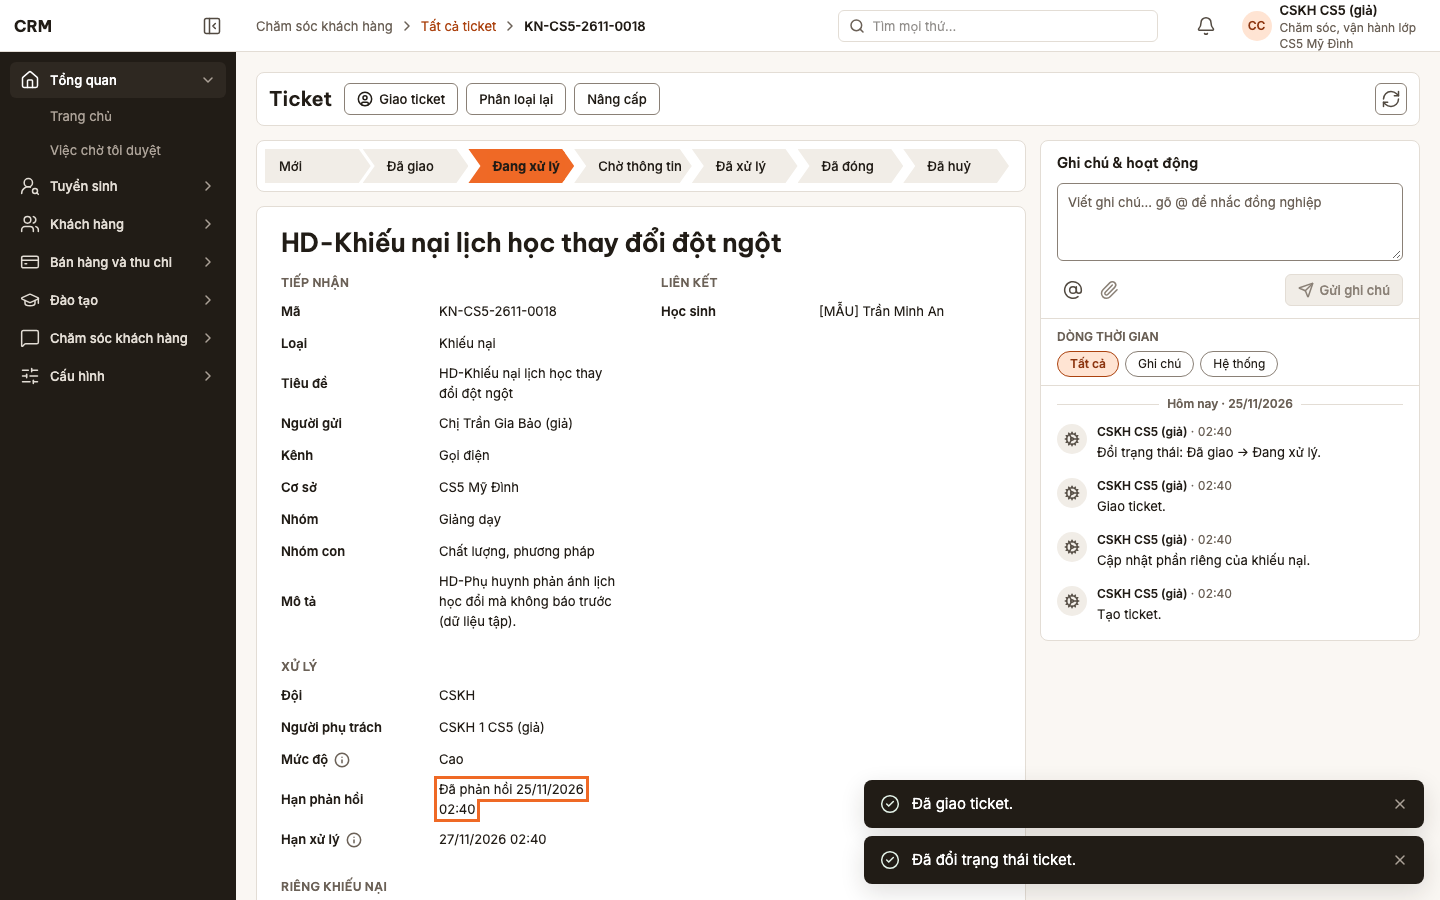 CRM
Chăm sóc khách hàng
Tất cả ticket
KN-CS5-2611-0018
Tìm mọi thứ...
CC
CSKH CS5 (giả)
Chăm sóc, vận hành lớp
CS5 Mỹ Đình
Tổng quan
Trang chủ
Việc chờ tôi duyệt
Tuyển sinh
Khách hàng
Bán hàng và thu chi
Đào tạo
Chăm sóc khách hàng
Cấu hình
Ticket
Giao ticket
Phân loại lại
Nâng cấp
Mới
Đã giao
Đang xử lý
Chờ thông tin
Đã xử lý
Đã đóng
Đã huỷ
HD-Khiếu nại lịch học thay đổi đột ngột
TIẾP NHẬN
Mã KN-CS5-2611-0018
Loại Khiếu nại
Tiêu đề HD-Khiếu nại lịch học thay
đổi đột ngột
Người gửi Chị Trần Gia Bảo (giả)
Kênh Gọi điện
Cơ sở CS5 Mỹ Đình
Nhóm Giảng dạy
Nhóm con Chất lượng, phương pháp
Mô tả HD-Phụ huynh phản ánh lịch
học đổi mà không báo trước
(dữ liệu tập).
LIÊN KẾT
Học sinh [MẪU] Trần Minh An
XỬ LÝ
Đội CSKH
Người phụ trách CSKH 1 CS5 (giả)
Mức độ Cao
Hạn phản hồi Đã phản hồi 25/11/2026
02:40
Hạn xử lý 27/11/2026 02:40
RIÊNG KHIẾU NẠI
Ghi chú & hoạt động
Viết ghi chú... gõ @ để nhắc đồng nghiệp
Gửi ghi chú
DÒNG THỜI GIAN
Tất cả
Ghi chú
Hệ thống
Hôm nay · 25/11/2026
CSKH CS5 (giả) · 02:40
Đổi trạng thái: Đã giao → Đang xử lý.
CSKH CS5 (giả) · 02:40
Giao ticket.
CSKH CS5 (giả) · 02:40
Cập nhật phần riêng của khiếu nại.
CSKH CS5 (giả) · 02:40
Tạo ticket.
Đã giao ticket.
Đã đổi trạng thái ticket.